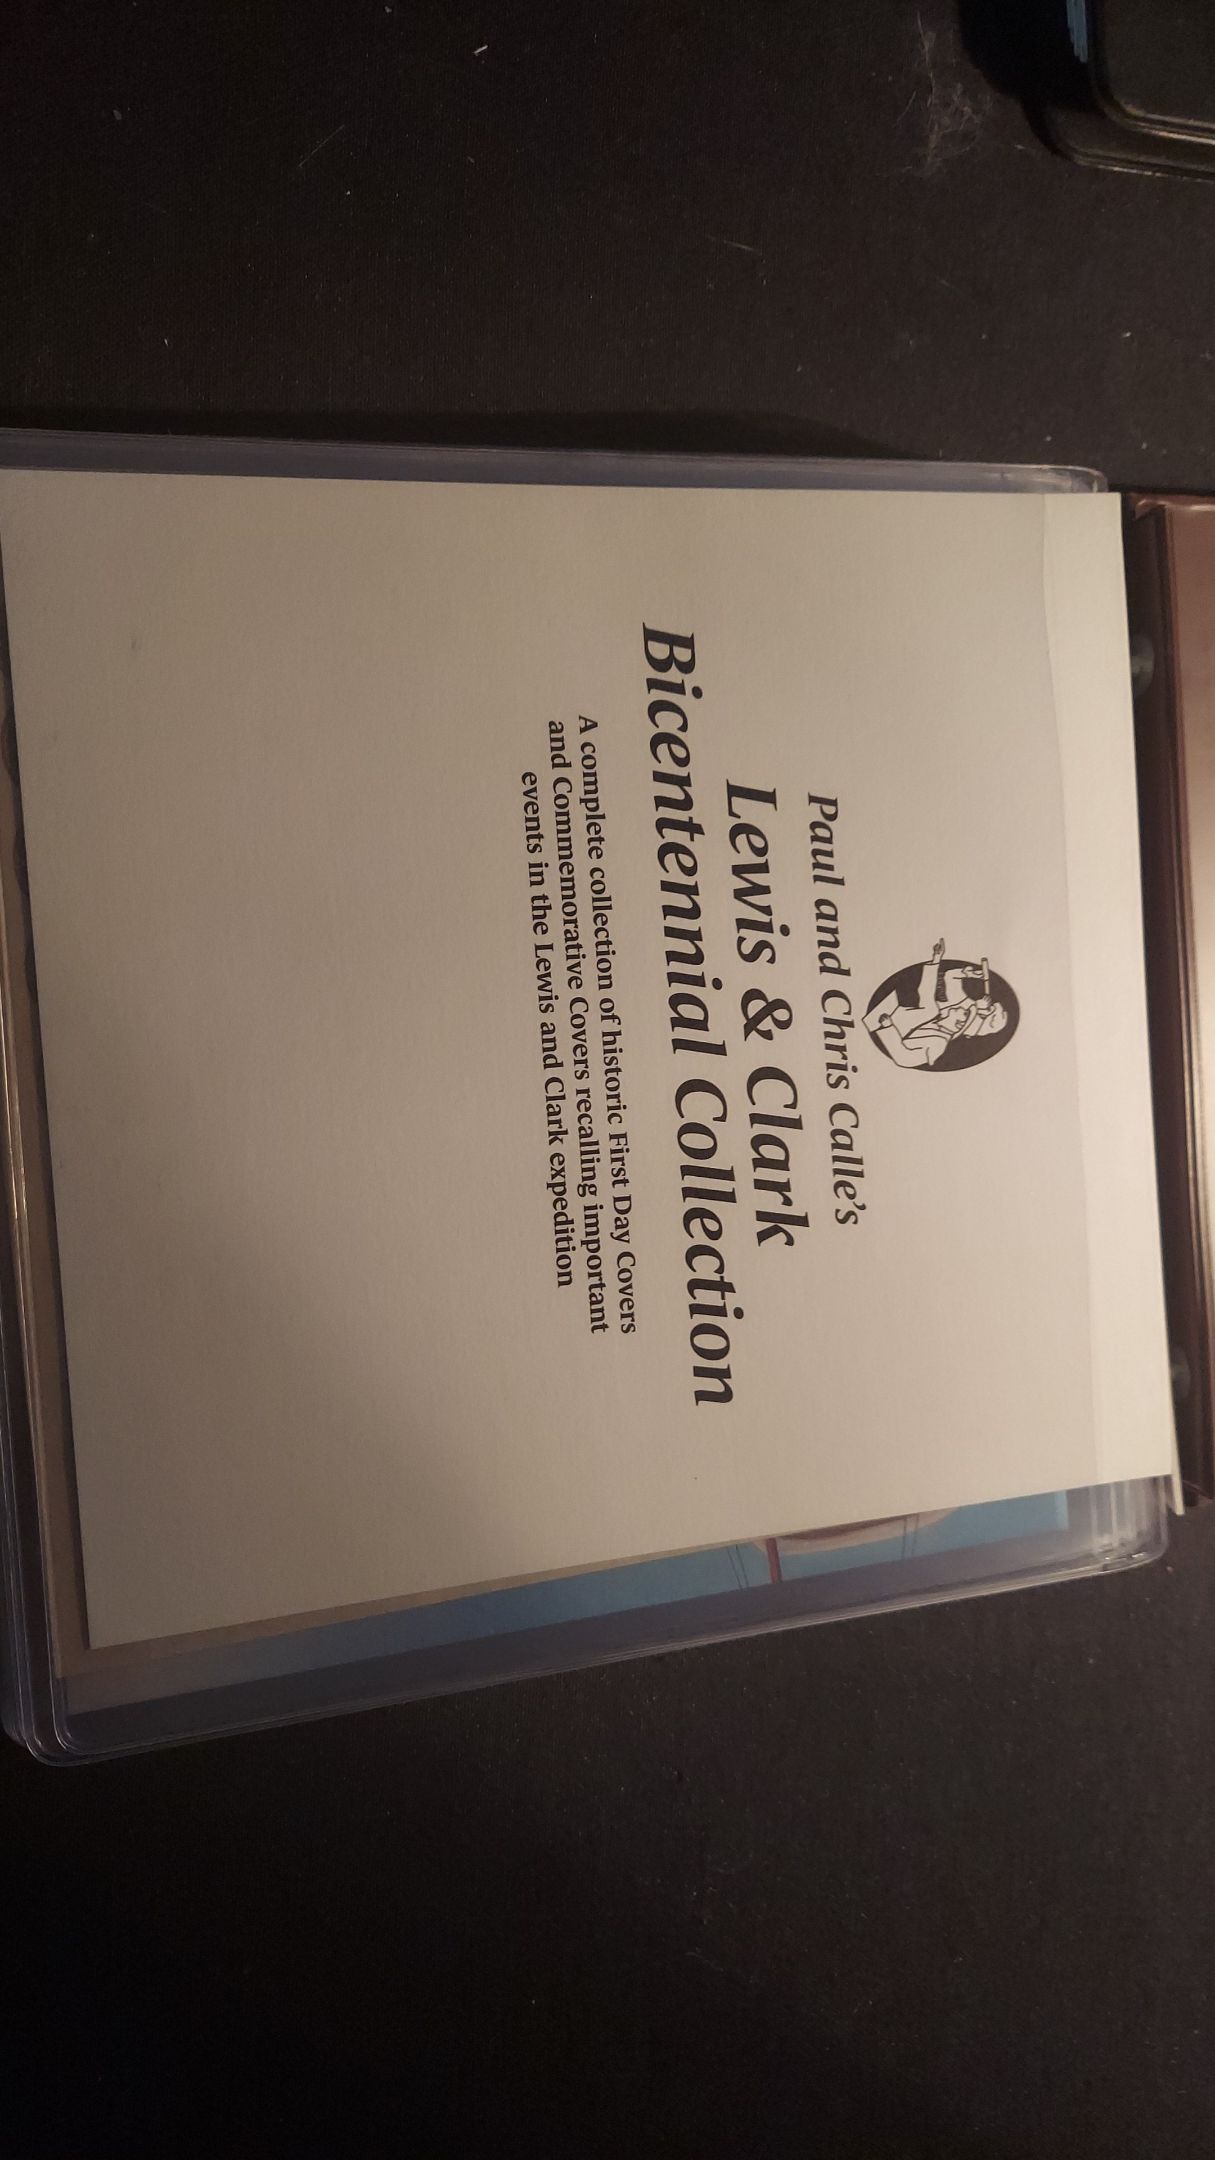 Paul and Chris Calle's
Lewis & Clark
Bicentennial Collection
A complete collection of historic First Day Covers
and Commemorative Covers recalling important
events in the Lewis and Clark expedition